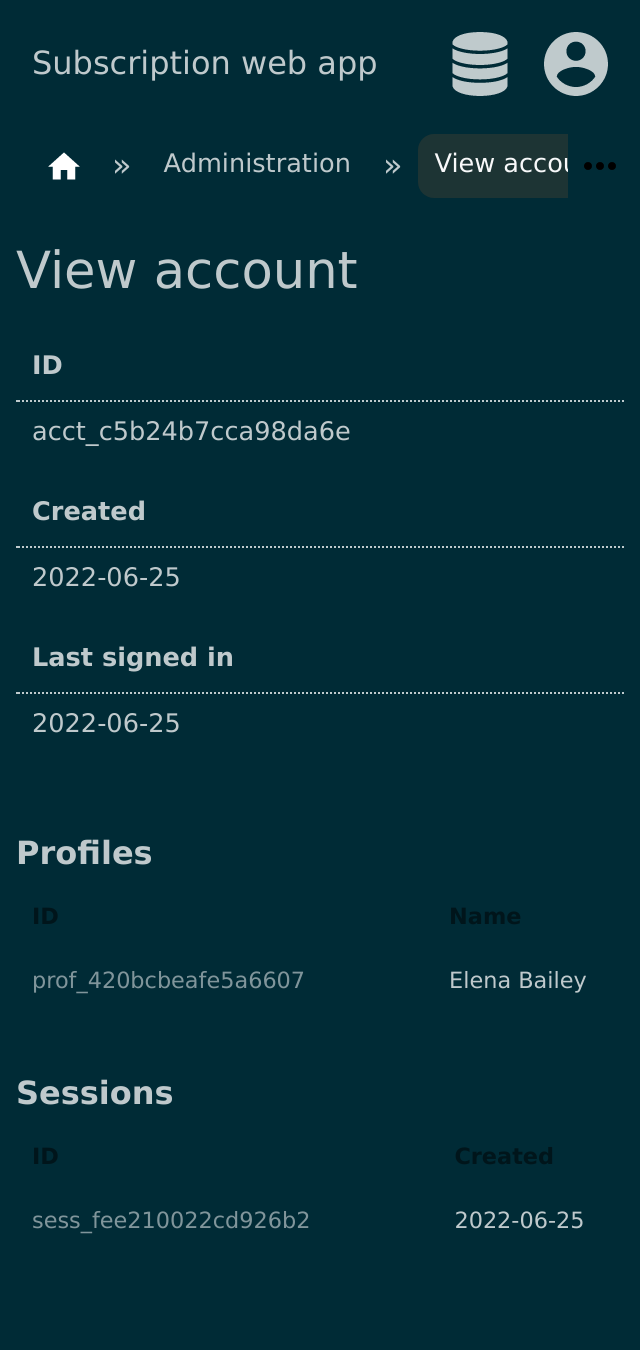 Subscription web app
» Administration » View accou
View account
ID
acct_c5b24b7cca98da6e
Created
2022-06-25
Last signed in
2022-06-25
Profiles
ID Name
prof_420bcbeafe5a6607 Elena Bailey
Sessions
ID Created
sess_fee210022cd926b2 2022-06-25